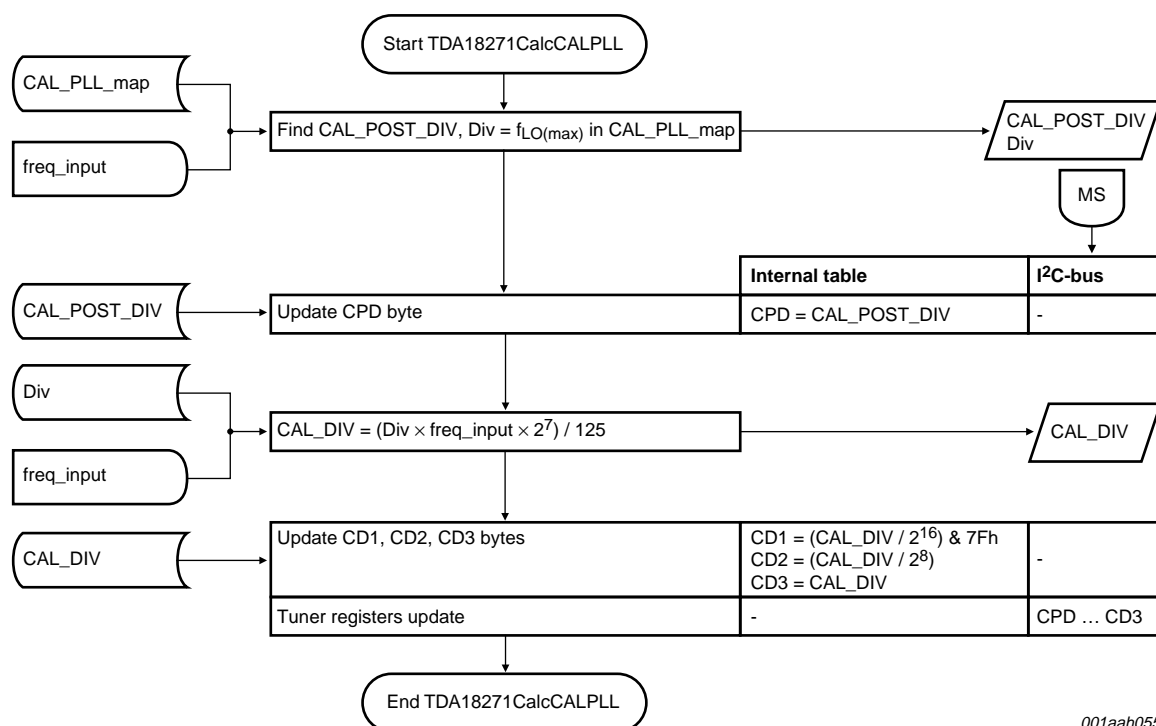 Start TDA18271CalcCALPLL
CAL_PLL_map
freq_input
Find CAL_POST_DIV, Div = fLO(max) in CAL_PLL_map
CAL_POST_DIV
Div
MS
Internal table
I²C-bus
CAL_POST_DIV
Update CPD byte
CPD = CAL_POST_DIV
-
Div
freq_input
CAL_DIV = (Div × freq_input × 2⁷) / 125
CAL_DIV
CAL_DIV
Update CD1, CD2, CD3 bytes
CD1 = (CAL_DIV / 2¹⁶) & 7Fh
CD2 = (CAL_DIV / 2⁸)
CD3 = CAL_DIV
-
Tuner registers update
-
CPD … CD3
End TDA18271CalcCALPLL
001aah055